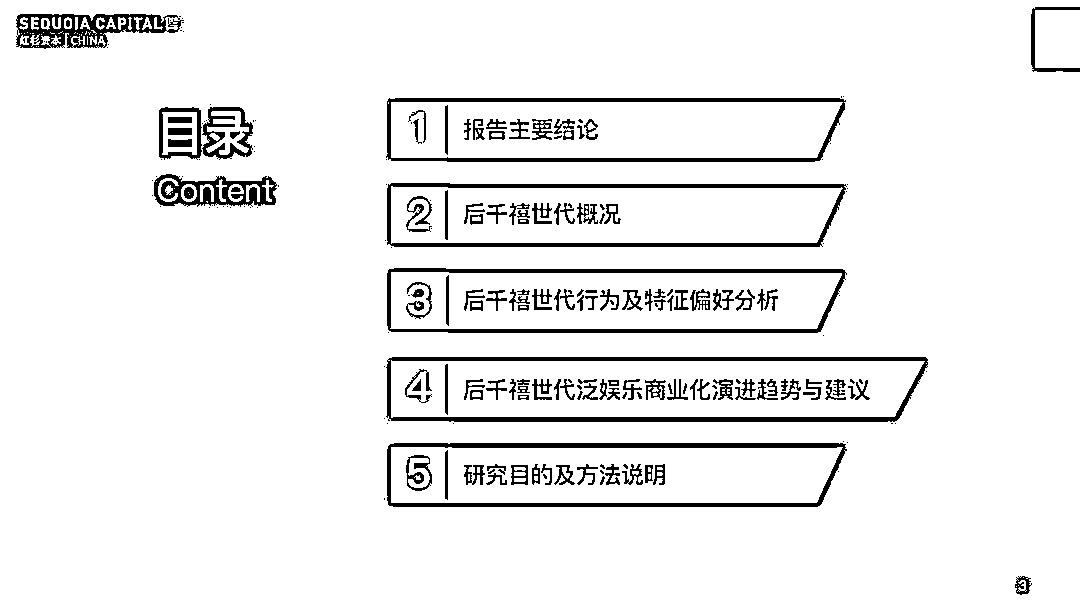 SEQUOIA CAPITAL
红杉资本 CHINA
目录
Content
1 报告主要结论
2 后千禧世代概况
3 后千禧世代行为及特征偏好分析
4 后千禧世代泛娱乐商业化演进趋势与建议
5 研究目的及方法说明
3